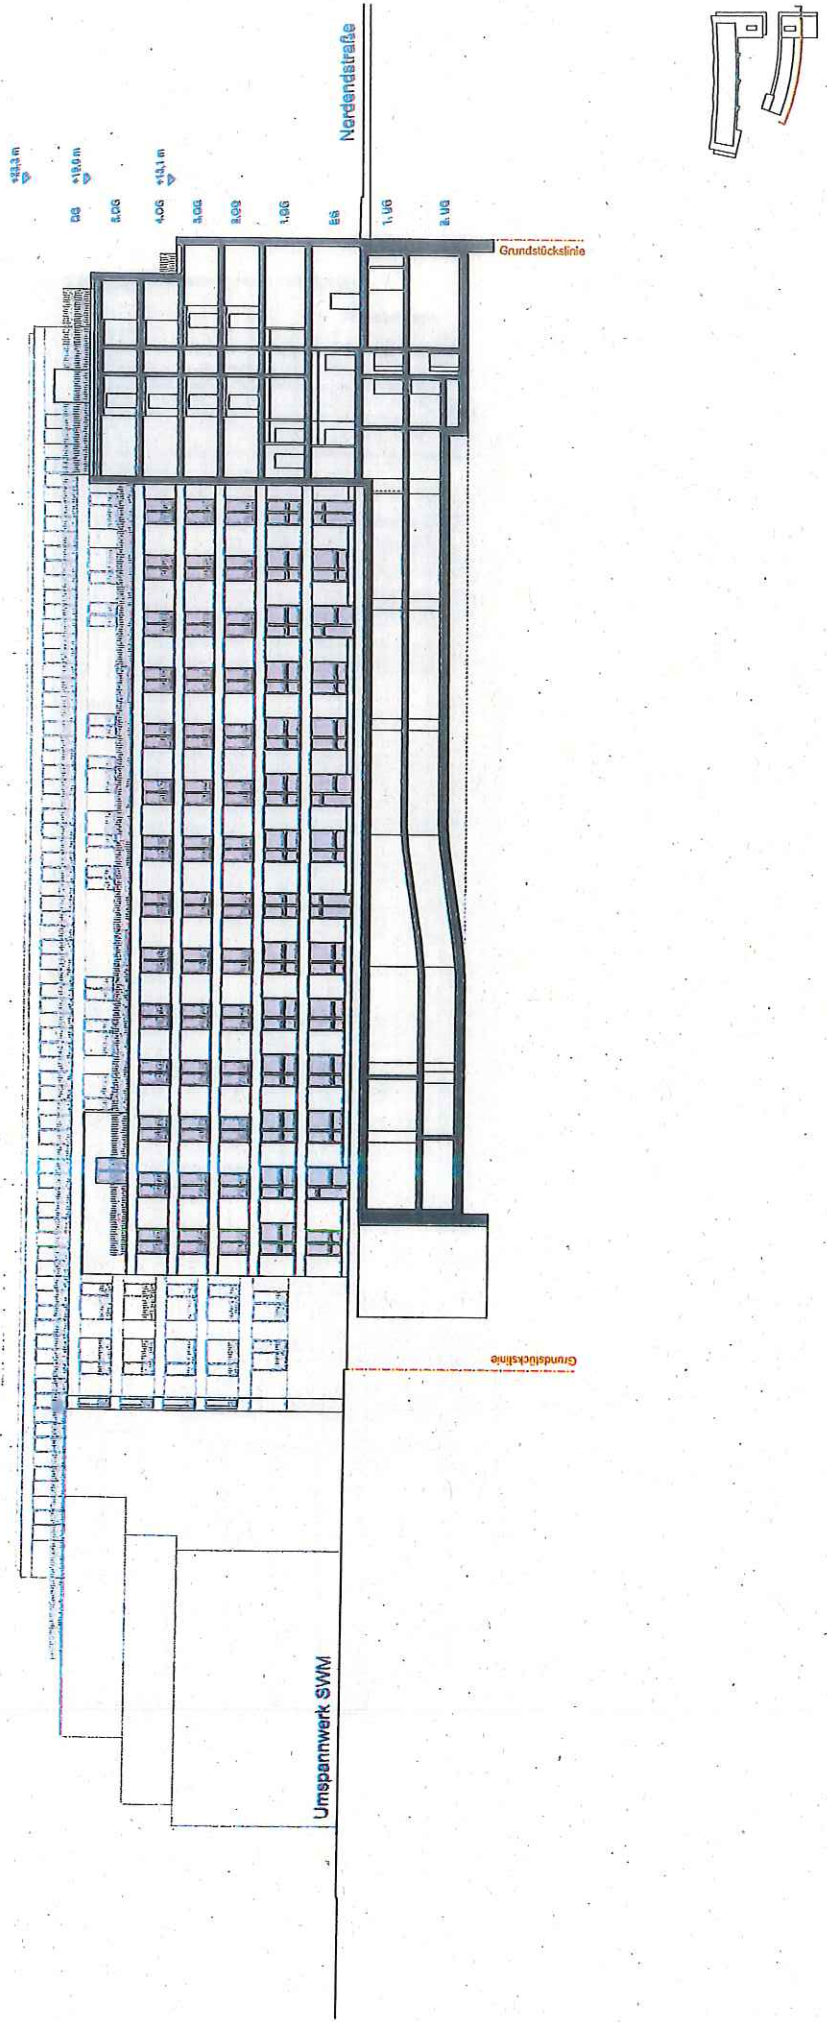 +23,3 m
+19,0 m
+13,1 m
DG
5.OG
4.OG
3.OG
2.OG
1.OG
EG
1. UG
2. UG
Nordendstraße
Grundstückslinie
Grundstückslinie
Umspannwerk SWM